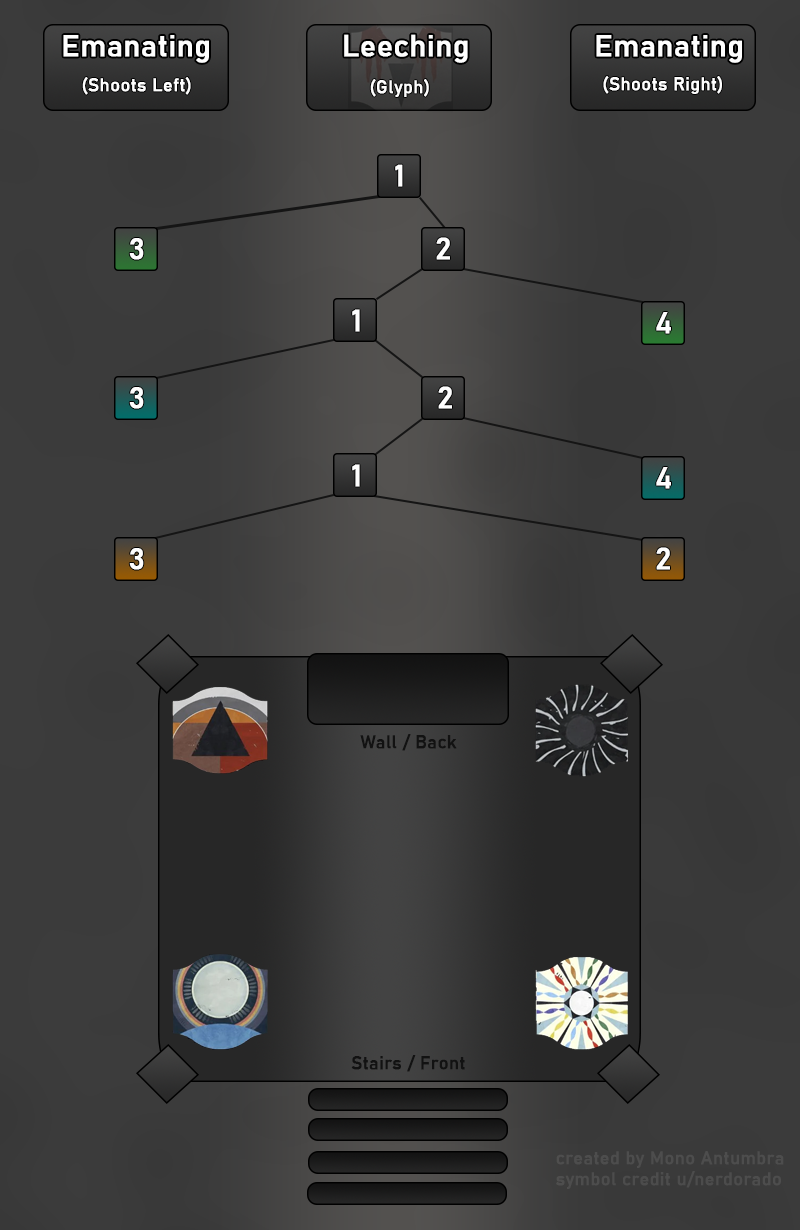 Emanating
(Shoots Left)
Leeching
(Glyph)
Emanating
(Shoots Right)
1
3
2
1
4
3
2
1
4
3
2
Wall / Back
Stairs / Front
created by Mono Antumbra
symbol credit u/nerdorado